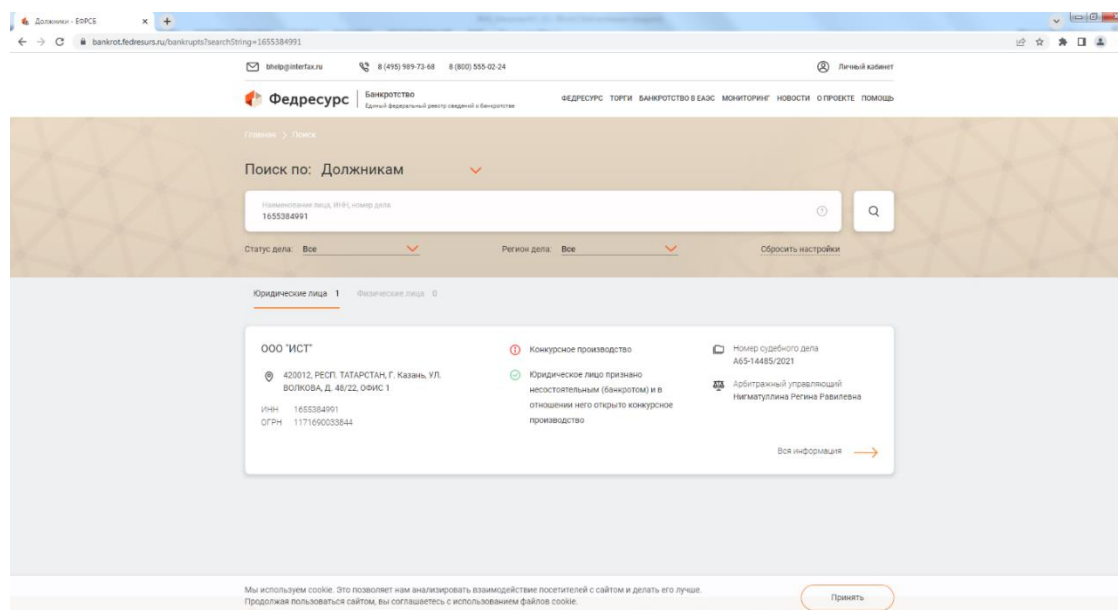 Должники - ЕФРСБ
bankrot.fedresurs.ru/bankrupts?searchString=1655384991
bhelp@interfax.ru 8 (495) 989-73-68 8 (800) 555-02-24 Личный кабинет
Федресурс Банкротство
Единый федеральный реестр сведений о банкротстве
ФЕДРЕСУРС ТОРГИ БАНКРОТСТВО В ЕАЭС МОНИТОРИНГ НОВОСТИ О ПРОЕКТЕ ПОМОЩЬ
Главная > Поиск
Поиск по: Должникам
Наименование лица, ИНН, номер дела
1655384991
Статус дела: Все Регион дела: Все Сбросить настройки
Юридические лица 1 Физические лица 0
ООО "ИСТ"
420012, РЕСП. ТАТАРСТАН, Г. Казань, УЛ.
ВОЛКОВА, Д. 48/22, ОФИС 1
ИНН 1655384991
ОГРН 1171690033844
Конкурсное производство
Юридическое лицо признано
несостоятельным (банкротом) и в
отношении него открыто конкурсное
производство
Номер судебного дела
А65-14485/2021
Арбитражный управляющий
Нигматуллина Регина Равилевна
Вся информация
Мы используем cookie. Это позволяет нам анализировать взаимодействие посетителей с сайтом и делать его лучше.
Продолжая пользоваться сайтом, вы соглашаетесь с использованием файлов cookie.
Принять